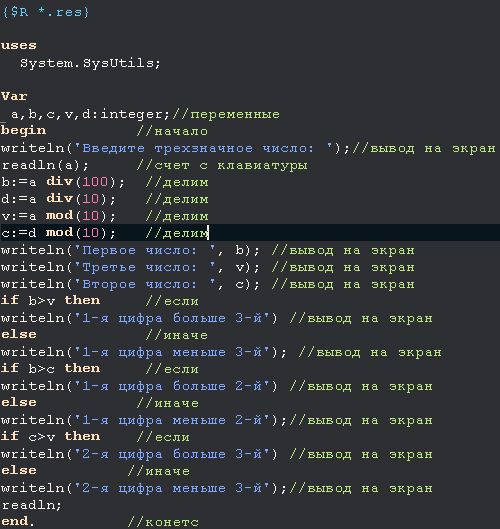 {$R *.res}
uses
System.SysUtils;
Var
a,b,c,v,d:integer;//переменные
begin //начало
writeln('Введите трехзначное число: ');//вывод на экран
readln(a); //счет с клавиатуры
b:=a div(100); //делим
d:=a div(10); //делим
v:=a mod(10); //делим
c:=d mod(10); //делим
writeln('Первое число: ', b); //вывод на экран
writeln('Третье число: ', v); //вывод на экран
writeln('Второе число: ', c); //вывод на экран
if b>v then //если
writeln('1-я цифра больше 3-й') //вывод на экран
else //иначе
writeln('1-я цифра меньше 3-й'); //вывод на экран
if b>c then //если
writeln('1-я цифра больше 2-й') //вывод на экран
else //иначе
writeln('1-я цифра меньше 2-й');//вывод на экран
if c>v then //если
writeln('2-я цифра больше 3-й') //вывод на экран
else //иначе
writeln('2-я цифра меньше 3-й');//вывод на экран
readln;
end. //конетс